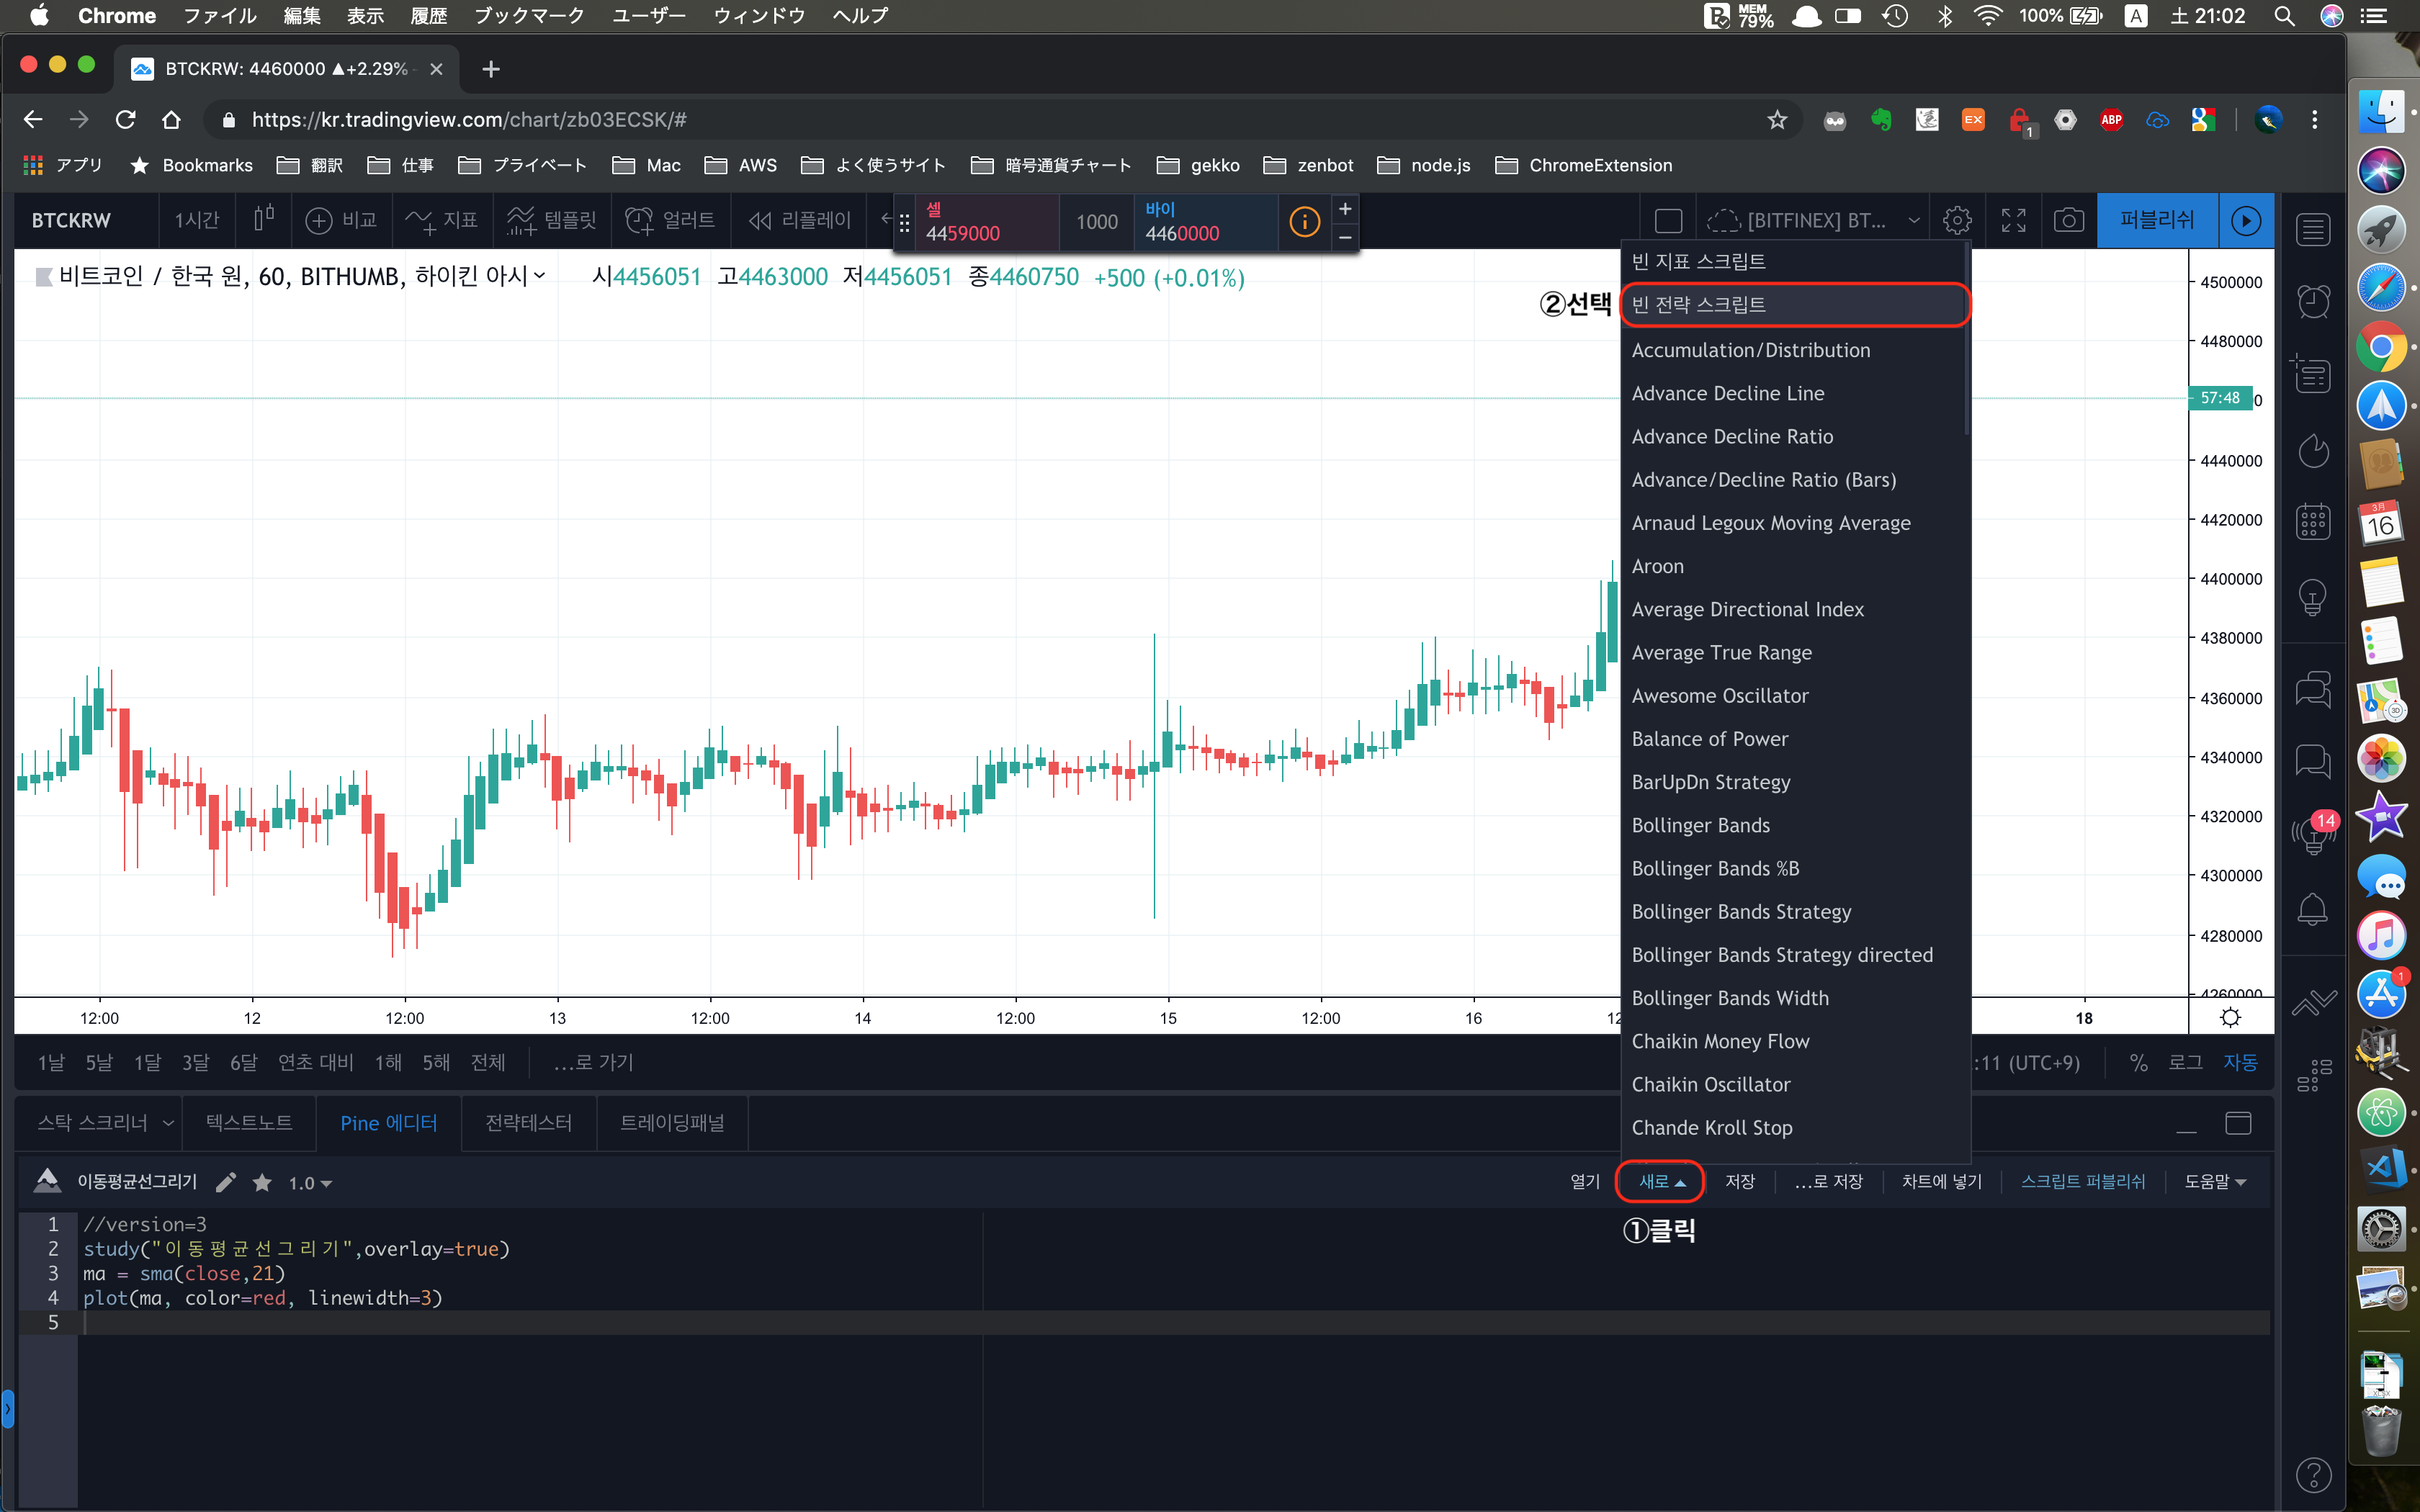 Chrome ファイル 編集 表示 履歴 ブックマーク ユーザー ウィンドウ ヘルプ MEM 79% 100% A 土 21:02
BTCKRW: 4460000 ▲+2.29%
https://kr.tradingview.com/chart/zb03ECSK/#
EX 1 ABP
アプリ Bookmarks 翻訳 仕事 プライベート Mac AWS よく使うサイト 暗号通貨チャート gekko zenbot node.js ChromeExtension
BTCKRW 1시간 비교 지표 템플릿 얼러트 리플레이
셀 4459000
1000
바이 4460000
[BITFINEX] BT... 퍼블리쉬
비트코인 / 한국 원, 60, BITHUMB, 하이킨 아시 시4456051 고4463000 저4456051 종4460750 +500 (+0.01%)
②선택
빈 지표 스크립트
빈 전략 스크립트
Accumulation/Distribution
Advance Decline Line
Advance Decline Ratio
Advance/Decline Ratio (Bars)
Arnaud Legoux Moving Average
Aroon
Average Directional Index
Average True Range
Awesome Oscillator
Balance of Power
BarUpDn Strategy
Bollinger Bands
Bollinger Bands %B
Bollinger Bands Strategy
Bollinger Bands Strategy directed
Bollinger Bands Width
Chaikin Money Flow
Chaikin Oscillator
Chande Kroll Stop
4500000
4480000
57:48
4440000
4420000
4400000
4380000
4360000
4340000
4320000
4300000
4280000
4260000
12:00 12 12:00 13 12:00 14 12:00 15 12:00 16 12 18
1날 5날 1달 3달 6달 연초 대비 1해 5해 전체 ...로 가기 :11 (UTC+9) % 로그 자동
스탁 스크리너 텍스트노트 Pine 에디터 전략테스터 트레이딩패널
이동평균선그리기 1.0 열기 새로 저장 ...로 저장 차트에 넣기 스크립트 퍼블리쉬 도움말
①클릭
1 //version=3
2 study("이동평균선그리기",overlay=true)
3 ma = sma(close,21)
4 plot(ma, color=red, linewidth=3)
5
14
3月
16
3D
1